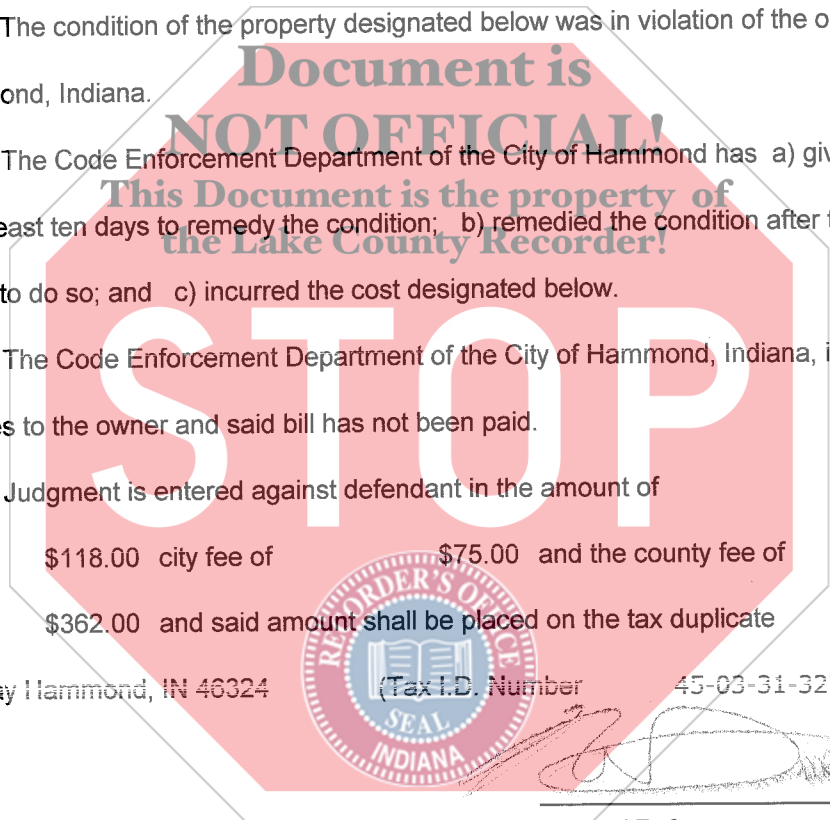 The condition of the property designated below was in violation of the o
Document is
ond, Indiana.
NOT OFFICIAL!
The Code Enforcement Department of the City of Hammond has a) giv
This Document is the property of
east ten days to remedy the condition; b) remedied the condition after t
the Lake County Recorder!
to do so; and c) incurred the cost designated below.
STOP
The Code Enforcement Department of the City of Hammond, Indiana, i
s to the owner and said bill has not been paid.
Judgment is entered against defendant in the amount of
$118.00 city fee of $75.00 and the county fee of
$362.00 and said amount shall be placed on the tax duplicate
RECORDER'S OFFICE
ay Hammond, IN 46324 (Tax I.D. Number 45-03-31-32
SEAL
INDIANA